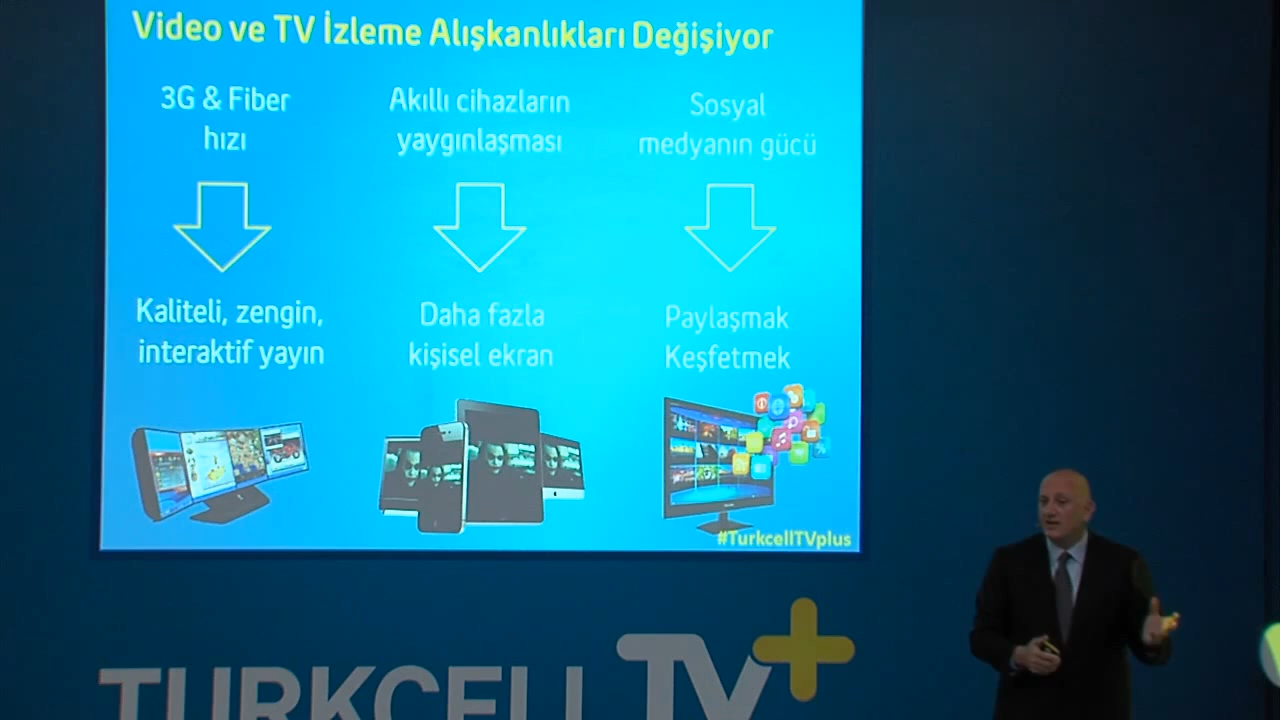 Video ve TV İzleme Alışkanlıkları Değişiyor
3G & Fiber
hızı
Akıllı cihazların
yaygınlaşması
Sosyal
medyanın gücü
Kaliteli, zengin,
interaktif yayın
Daha fazla
kişisel ekran
Paylaşmak
Keşfetmek
#TurkcellTVplus
TURKCELL TV+